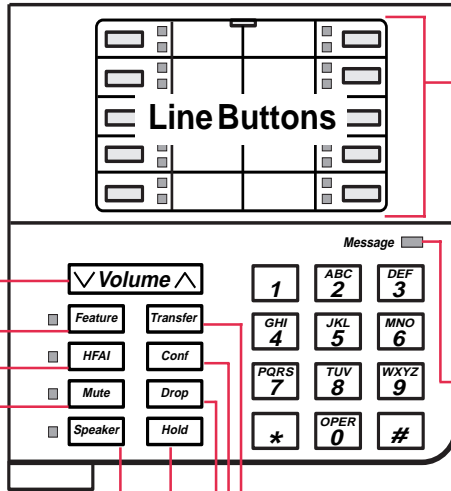 Line Buttons
Message
Volume
1
ABC
2
DEF
3
Feature
Transfer
GHI
4
JKL
5
MNO
6
HFAI
Conf
PQRS
7
TUV
8
WXYZ
9
Mute
Drop
Speaker
Hold
*
OPER
0
#